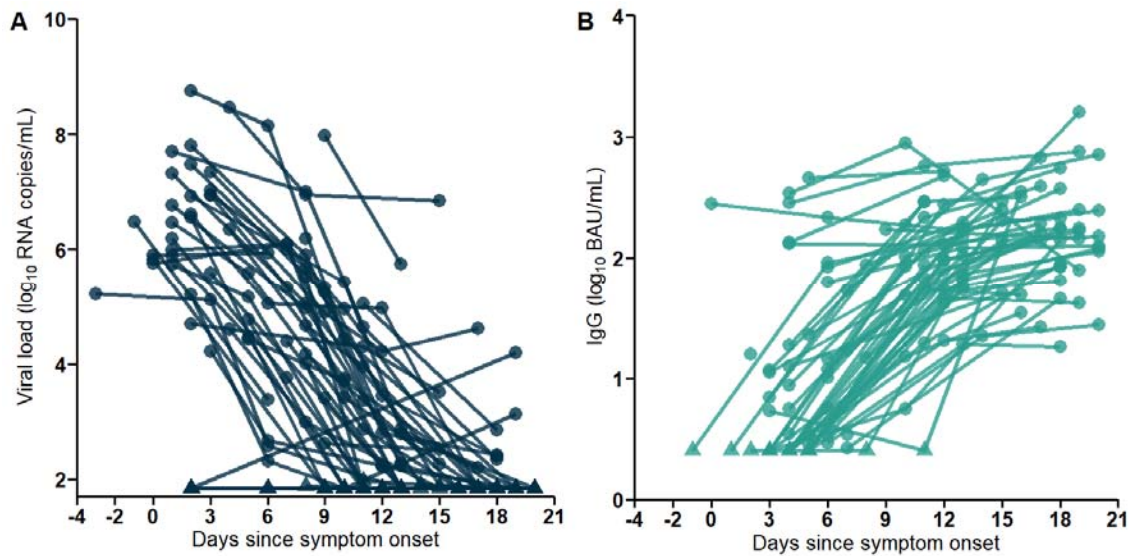 A
10
8
6
4
2
Viral load (log10 RNA copies/mL)
-4 -3 0 3 6 9 12 15 18 21
Days since symptom onset
B
4
3
2
1
0
IgG (log10 BAU/mL)
-4 -3 0 3 6 9 12 15 18 21
Days since symptom onset